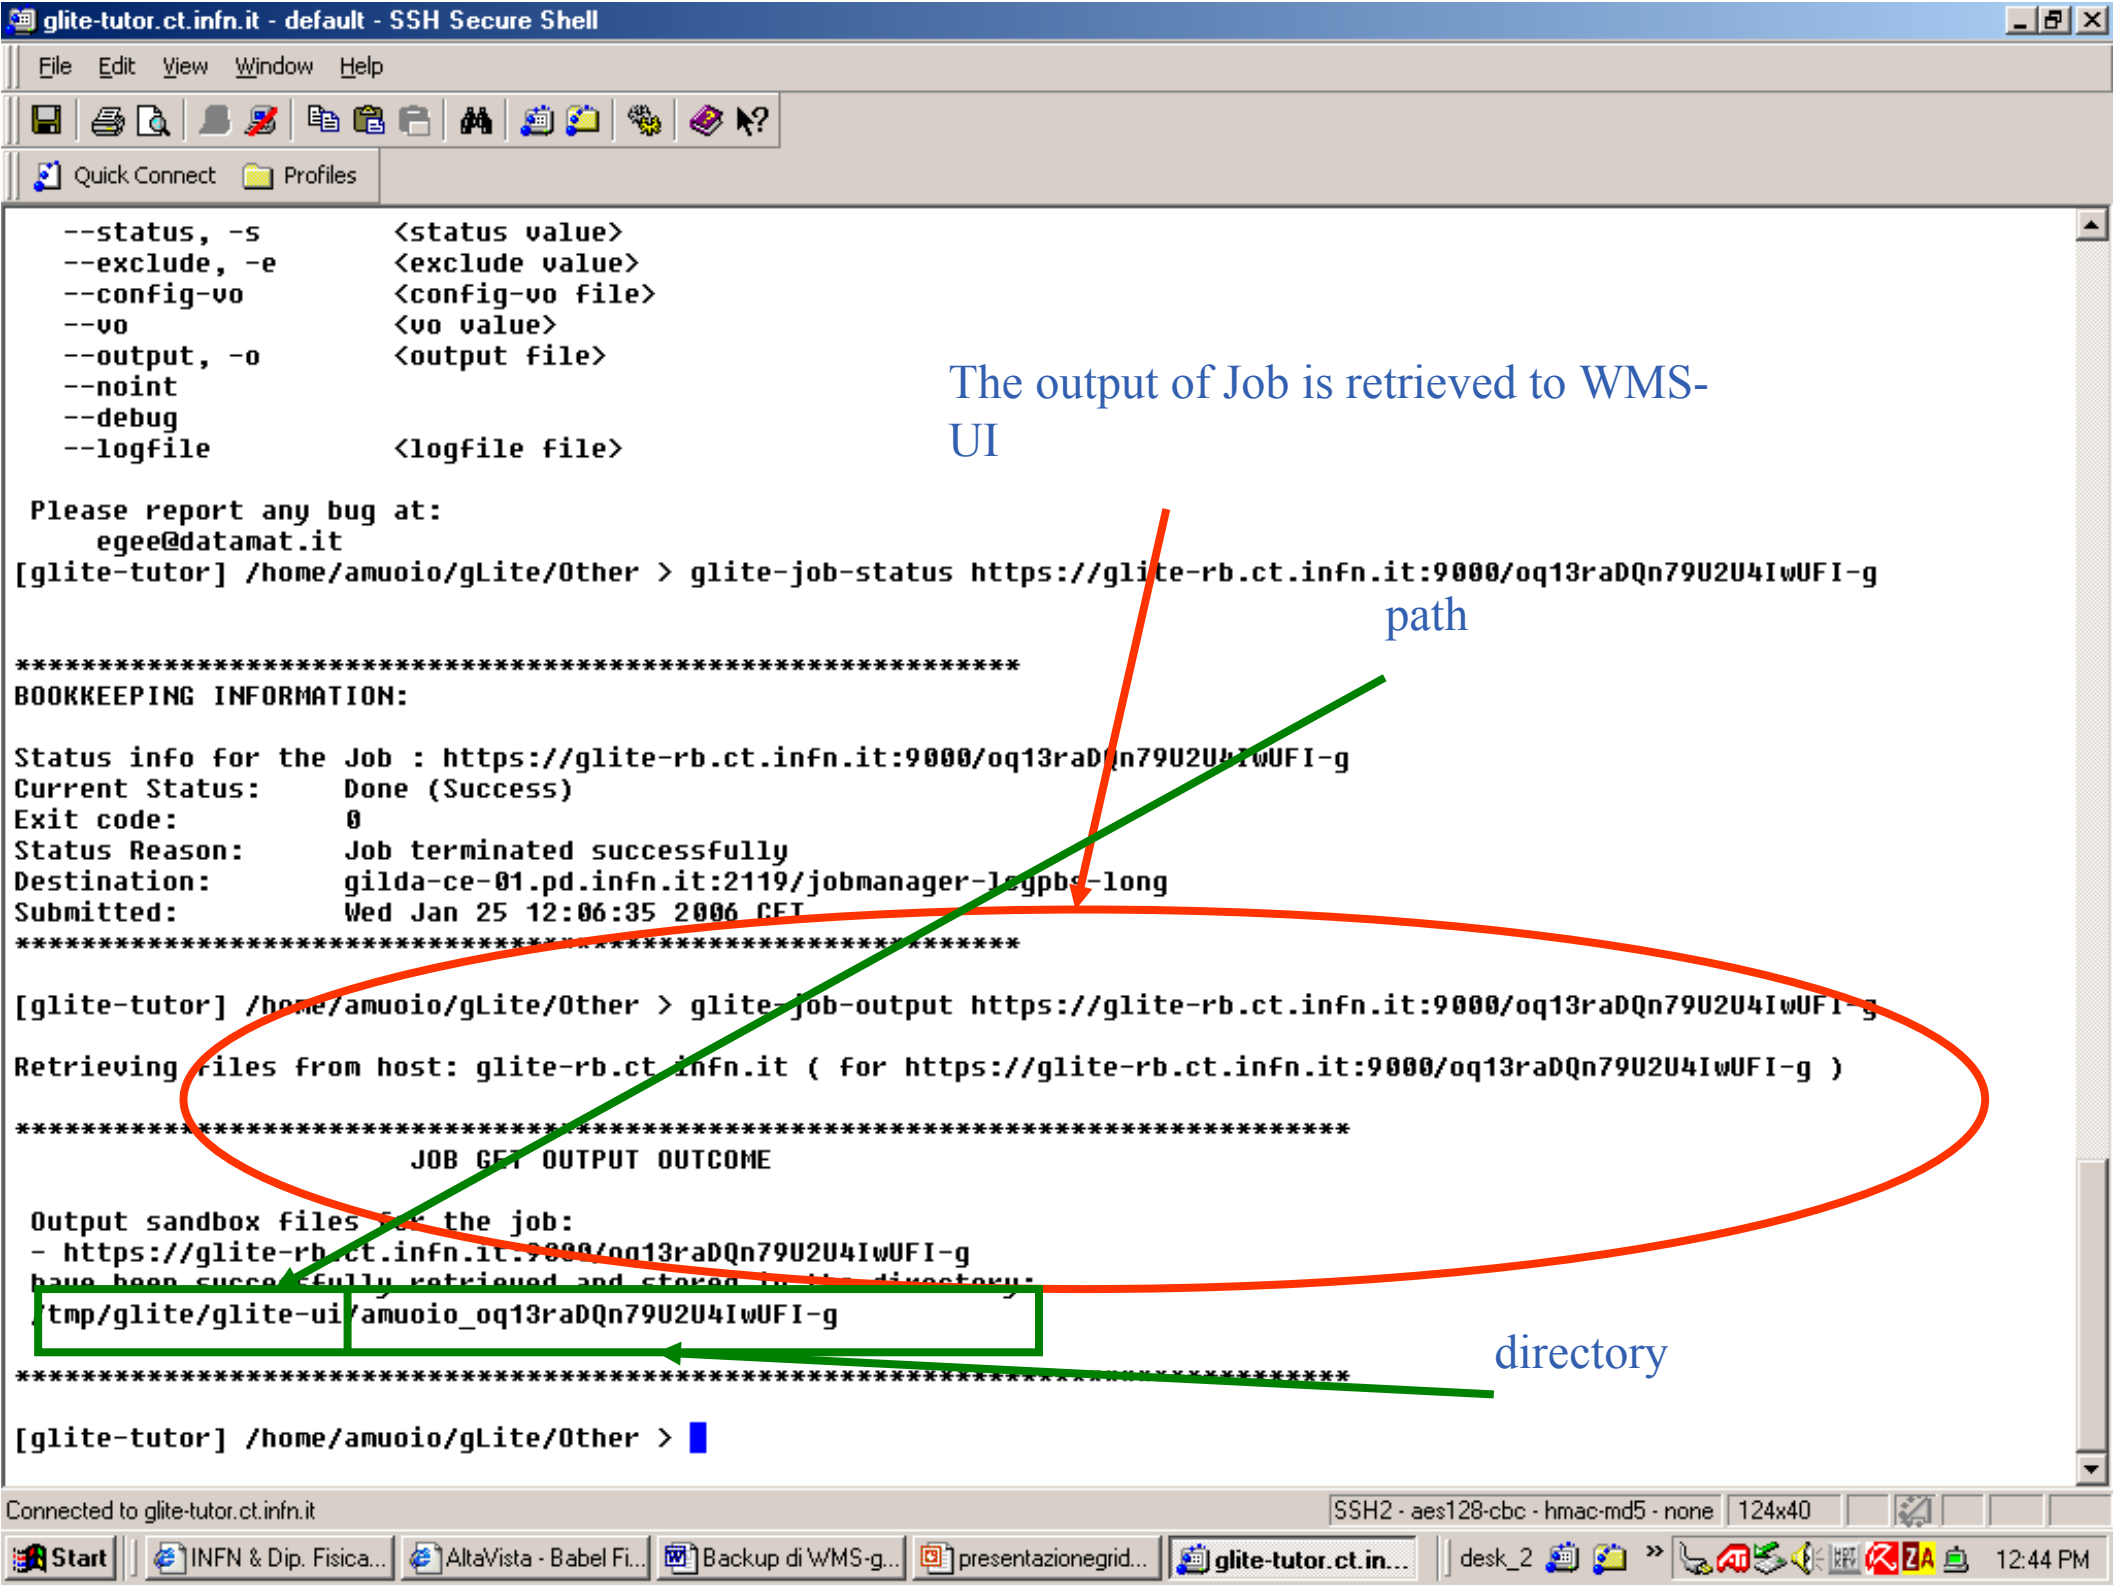 glite-tutor.ct.infn.it - default - SSH Secure Shell
File Edit View Window Help
Quick Connect Profiles
--status, -s <status value>
--exclude, -e <exclude value>
--config-vo <config-vo file>
--vo <vo value>
--output, -o <output file>
--noint
--debug
--logfile <logfile file>
The output of Job is retrieved to WMS-
UI
Please report any bug at:
egee@datamat.it
[glite-tutor] /home/amuoio/gLite/Other > glite-job-status https://glite-rb.ct.infn.it:9000/oq13raDQn79U2U4IwUFI-g
path
*************************************************************
BOOKKEEPING INFORMATION:
Status info for the Job : https://glite-rb.ct.infn.it:9000/oq13raDQn79U2U4IwUFI-g
Current Status: Done (Success)
Exit code: 0
Status Reason: Job terminated successfully
Destination: gilda-ce-01.pd.infn.it:2119/jobmanager-lcgpbs-long
Submitted: Wed Jan 25 12:06:35 2006 CET
*************************************************************
[glite-tutor] /home/amuoio/gLite/Other > glite-job-output https://glite-rb.ct.infn.it:9000/oq13raDQn79U2U4IwUFI-g
Retrieving files from host: glite-rb.ct.infn.it ( for https://glite-rb.ct.infn.it:9000/oq13raDQn79U2U4IwUFI-g )
*********************************************************************************
JOB GET OUTPUT OUTCOME
Output sandbox files for the job:
- https://glite-rb.ct.infn.it:9000/oq13raDQn79U2U4IwUFI-g
have been successfully retrieved and stored in the directory:
/tmp/glite/glite-ui/amuoio_oq13raDQn79U2U4IwUFI-g
directory
*********************************************************************************
[glite-tutor] /home/amuoio/gLite/Other >
Connected to glite-tutor.ct.infn.it SSH2 - aes128-cbc - hmac-md5 - none 124x40
Start INFN & Dip. Fisica... AltaVista - Babel Fi... Backup di WMS-g... presentazionegrid... glite-tutor.ct.in... desk_2 » ZA 12:44 PM